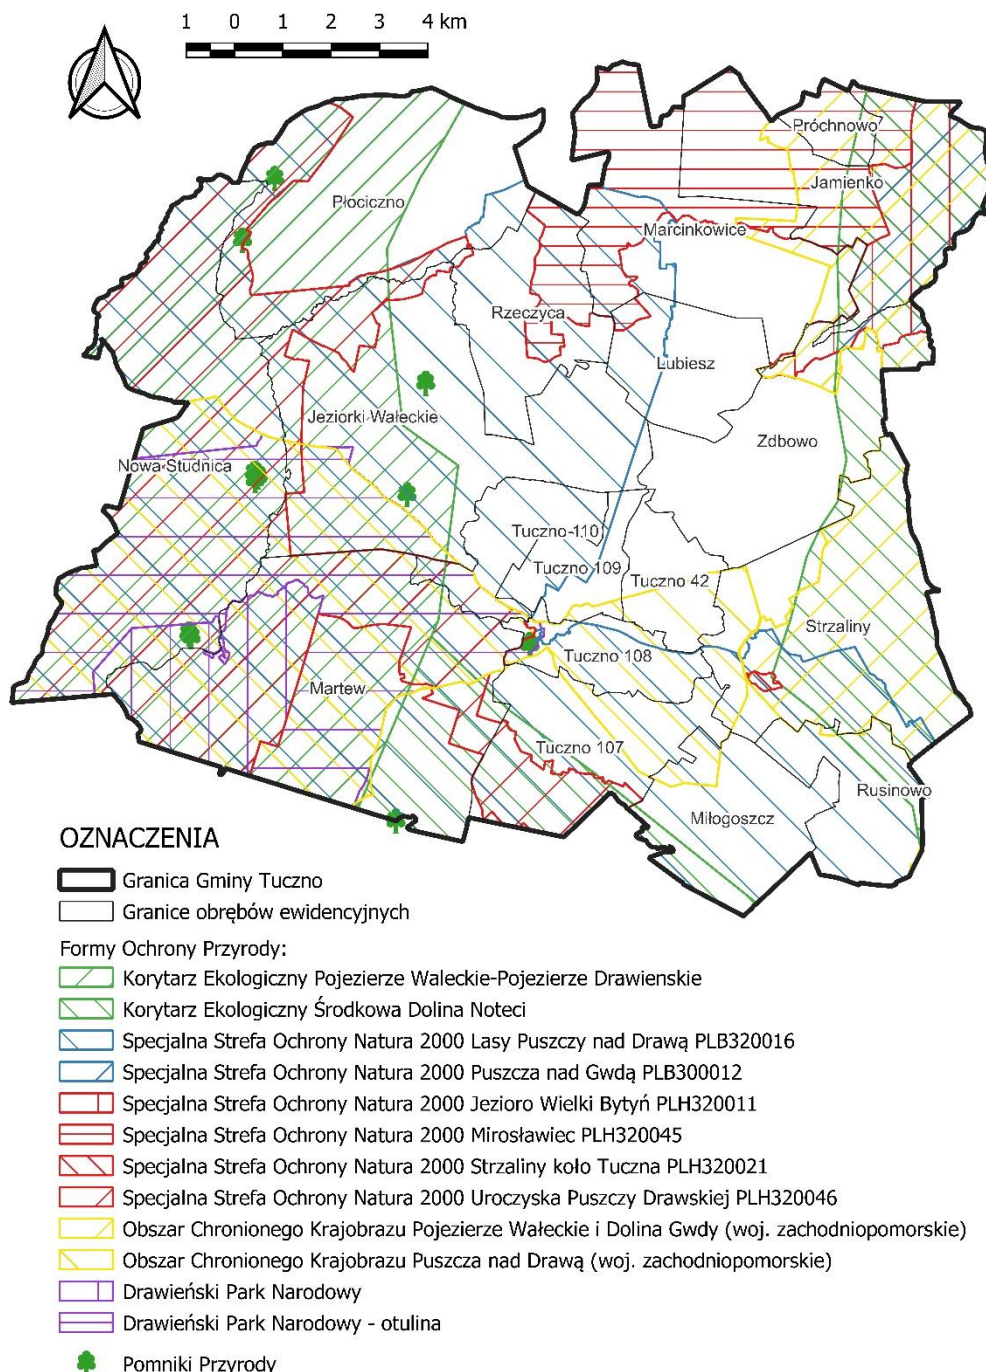 1 0 1 2 3 4 km
Próchnowo
Jamienko
Płociczno
Marcinkowice
Rzeczyca
Lubiesz
Jeziorki Wałeckie
Zdbowo
Nowa Studnica
Tuczno 110
Tuczno 109
Tuczno 42
Strzaliny
Tuczno 108
Martew
Tuczno 107
Rusinowo
Miłogoszcz
OZNACZENIA
Granica Gminy Tuczno
Granice obrębów ewidencyjnych
Formy Ochrony Przyrody:
Korytarz Ekologiczny Pojezierze Waleckie-Pojezierze Drawienskie
Korytarz Ekologiczny Środkowa Dolina Noteci
Specjalna Strefa Ochrony Natura 2000 Lasy Puszczy nad Drawą PLB320016
Specjalna Strefa Ochrony Natura 2000 Puszcza nad Gwdą PLB300012
Specjalna Strefa Ochrony Natura 2000 Jezioro Wielki Bytyń PLH320011
Specjalna Strefa Ochrony Natura 2000 Mirosławiec PLH320045
Specjalna Strefa Ochrony Natura 2000 Strzaliny koło Tuczna PLH320021
Specjalna Strefa Ochrony Natura 2000 Uroczyska Puszczy Drawskiej PLH320046
Obszar Chronionego Krajobrazu Pojezierze Wałeckie i Dolina Gwdy (woj. zachodniopomorskie)
Obszar Chronionego Krajobrazu Puszcza nad Drawą (woj. zachodniopomorskie)
Drawieński Park Narodowy
Drawieński Park Narodowy - otulina
Pomniki Przyrody